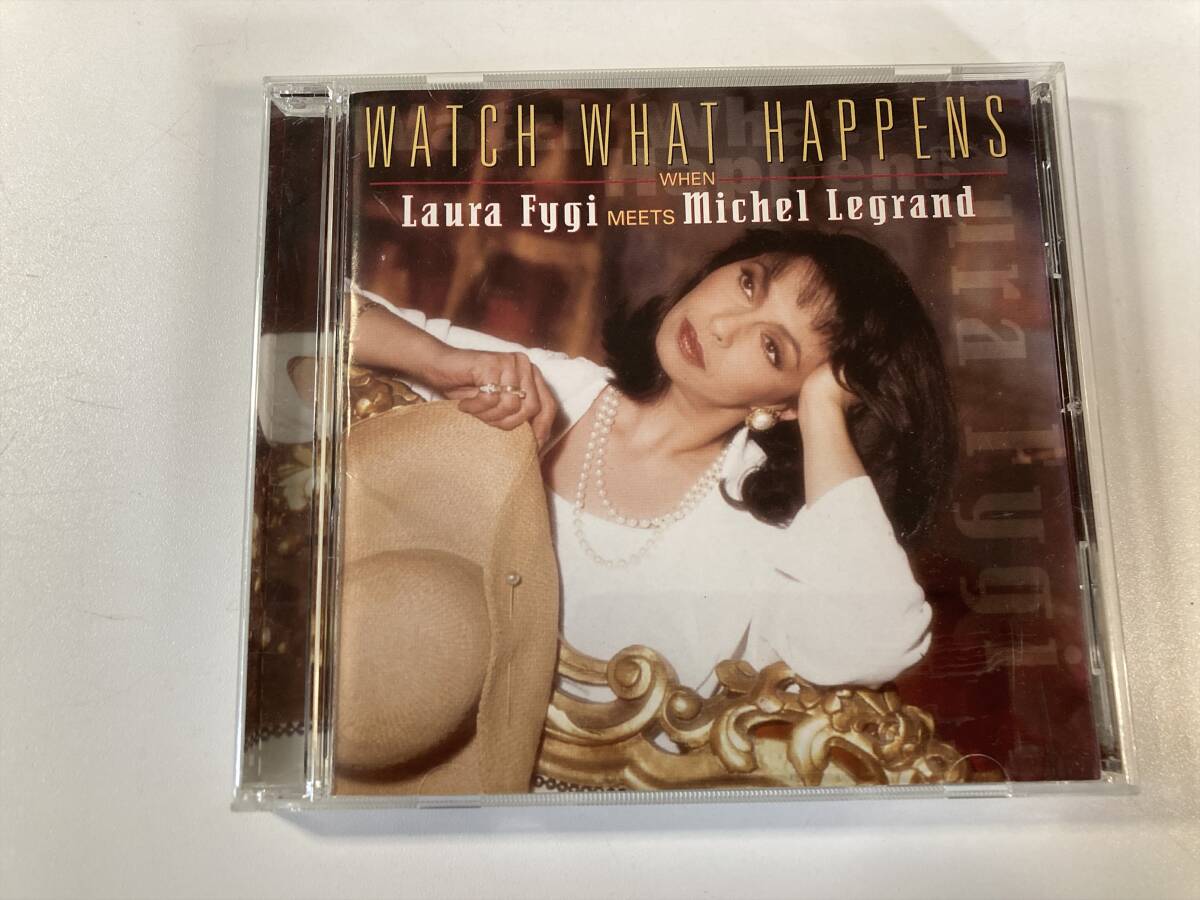 WATCH WHAT HAPPENS
WHEN
Laura Fygi MEETS Michel Legrand